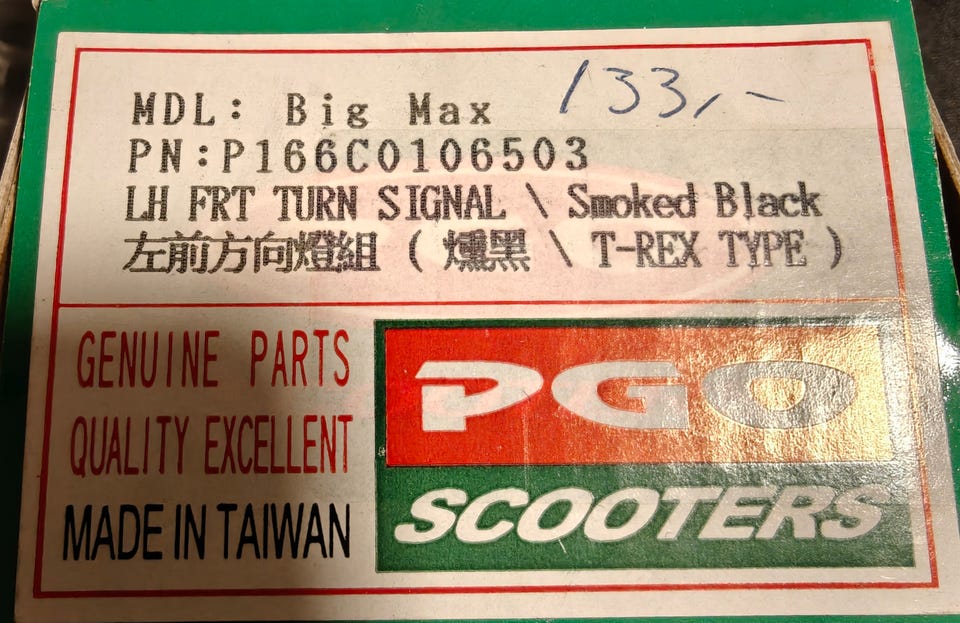 133,-
MDL: Big Max
PN:P166C0106503
LH FRT TURN SIGNAL \ Smoked Black
左前方向燈組 ( 燻黑 \ T-REX TYPE )
GENUINE PARTS
QUALITY EXCELLENT
MADE IN TAIWAN
PGO
SCOOTERS